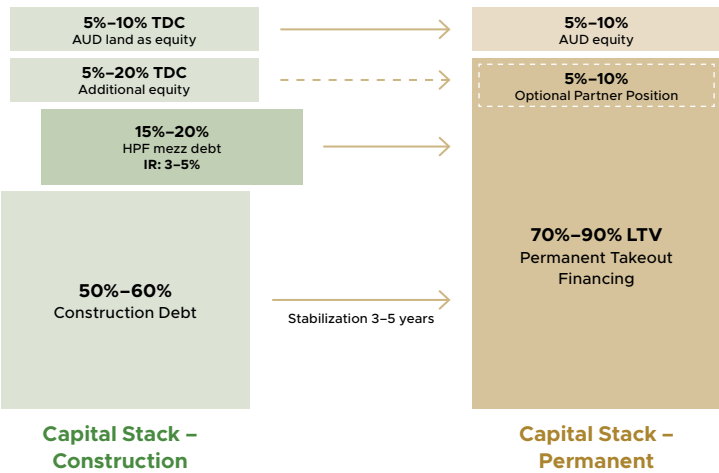 5%–10% TDC
AUD land as equity
5%–10%
AUD equity
5%–20% TDC
Additional equity
5%–10%
Optional Partner Position
15%–20%
HPF mezz debt
IR: 3–5%
70%–90% LTV
Permanent Takeout
Financing
50%–60%
Construction Debt
Stabilization 3–5 years
Capital Stack –
Construction
Capital Stack –
Permanent